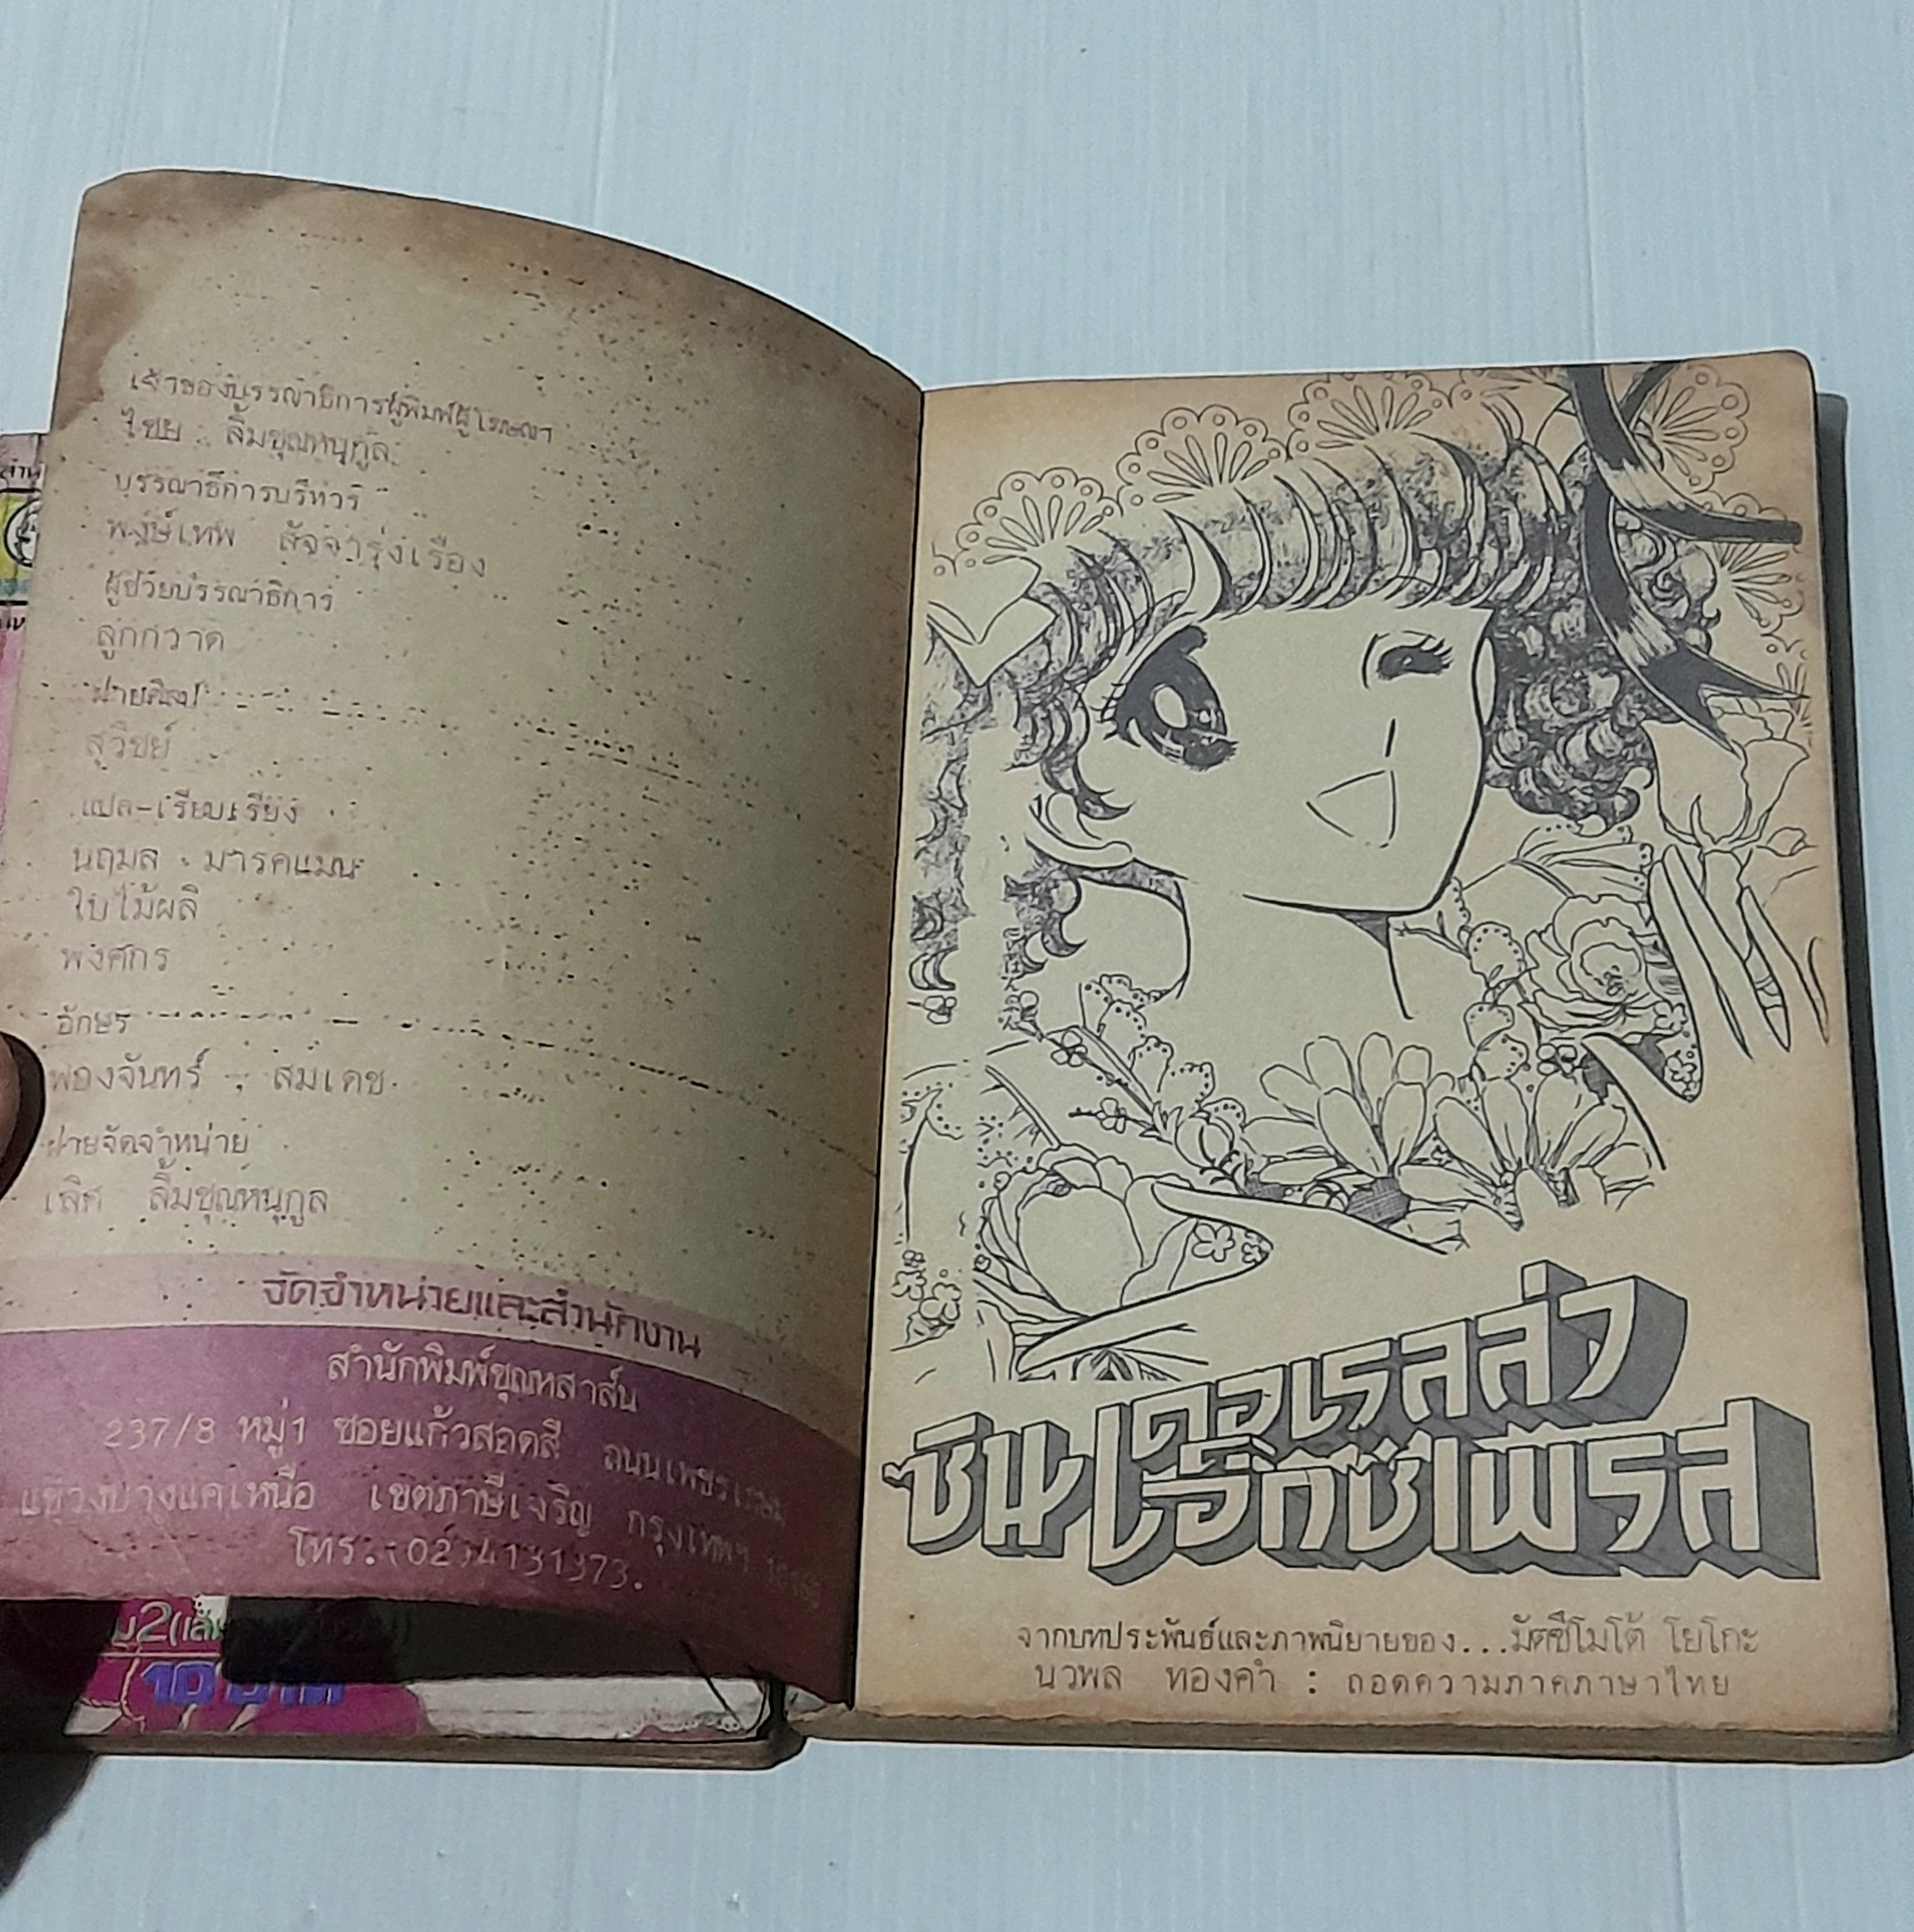 เจ้าของบรรณาธิการผู้พิมพ์ผู้โฆษณา
ไชย ลิ้มชุณหนุกูล
บรรณาธิการบริหาร
พงษ์เทพ สัจจารุ่งเรือง
ผู้ช่วยบรรณาธิการ
ลูกกวาด
ฝ่ายศิลป
สุวิชย์
แปล-เรียบเรียง
นฤมล มารคแมน
ใบไม้ผลิ
พงศกร
อักษร
ผ่องจันทร์ สมเดช
ฝ่ายจัดจำหน่าย
เลิศ ลิ้มชุณหนุกูล
จัดจำหน่ายและสำนักงาน
สำนักพิมพ์ชุณหสาส์น
237/8 หมู่1 ซอยแก้วสอดสี ถนนเพชรเกษม
แขวงบางแคเหนือ เขตภาษีเจริญ กรุงเทพฯ 10160
โทร. (02)4131373.
10 บาท
ซินเดอเรลล่า
เอ็กซ์เพรส
จากบทประพันธ์และภาพนิยายของ...มัตซึโมโต้ โยโกะ
นวพล ทองคำ : ถอดความภาคภาษาไทย